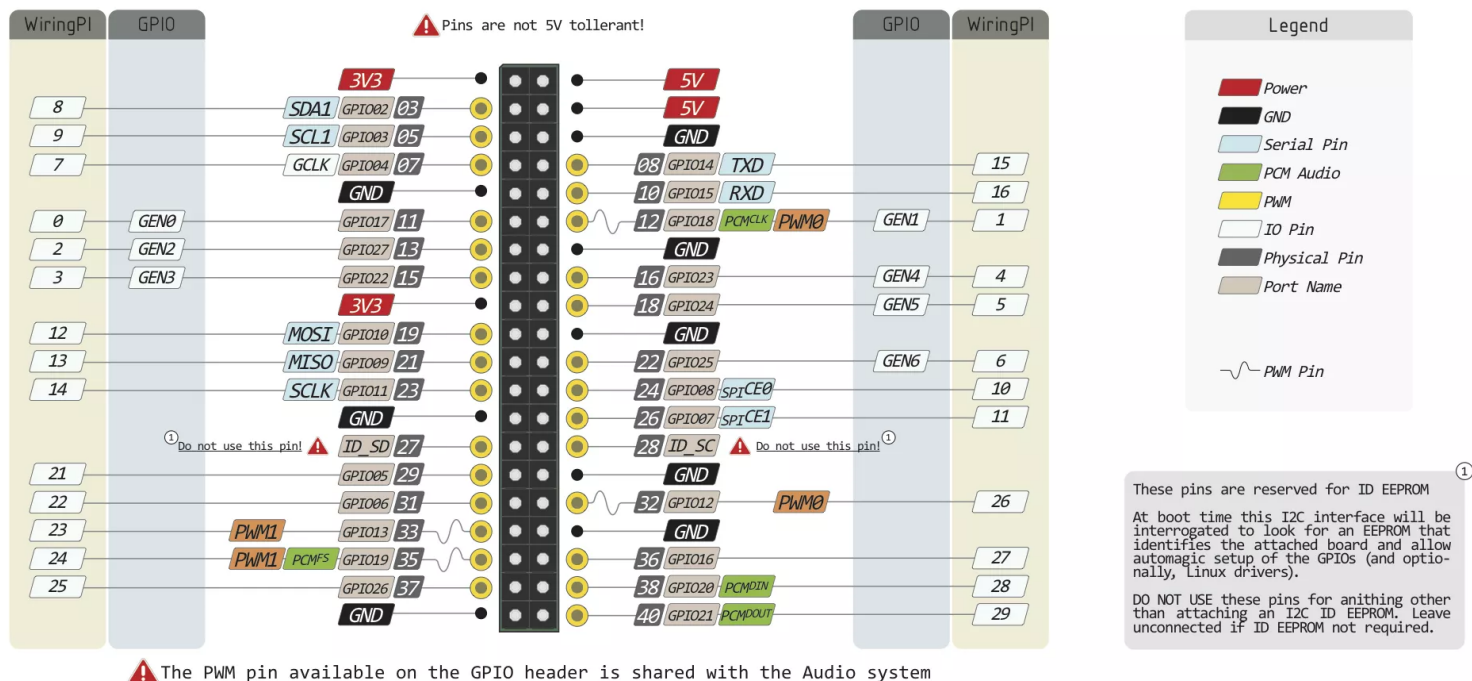 WiringPI GPIO
Pins are not 5V tollerant!
GPIO WiringPI
Legend
3V3 5V
8 SDA1 GPIO02 03 5V
9 SCL1 GPIO03 05 GND
7 GCLK GPIO04 07 08 GPIO14 TXD 15
GND 10 GPIO15 RXD 16
0 GEN0 GPIO17 11 12 GPIO18 PCMCLK PWM0 GEN1 1
2 GEN2 GPIO27 13 GND
3 GEN3 GPIO22 15 16 GPIO23 GEN4 4
3V3 18 GPIO24 GEN5 5
12 MOSI GPIO10 19 GND
13 MISO GPIO09 21 22 GPIO25 GEN6 6
14 SCLK GPIO11 23 24 GPIO08 SPICE0 10
GND 26 GPIO07 SPICE1 11
1 Do not use this pin! ID_SD 27 28 ID_SC Do not use this pin! 1
21 GPIO05 29 GND
22 GPIO06 31 32 GPIO12 PWM0 26
23 PWM1 GPIO13 33 GND
24 PWM1 PCMFS GPIO19 35 36 GPIO16 27
25 GPIO26 37 38 GPIO20 PCMDIN 28
GND 40 GPIO21 PCMDOUT 29
The PWM pin available on the GPIO header is shared with the Audio system
Power
GND
Serial Pin
PCM Audio
PWM
IO Pin
Physical Pin
Port Name
PWM Pin
1
These pins are reserved for ID EEPROM
At boot time this I2C interface will be
interrogated to look for an EEPROM that
identifies the attached board and allow
automagic setup of the GPIOs (and optio-
nally, Linux drivers).
DO NOT USE these pins for anithing other
than attaching an I2C ID EEPROM. Leave
unconnected if ID EEPROM not required.